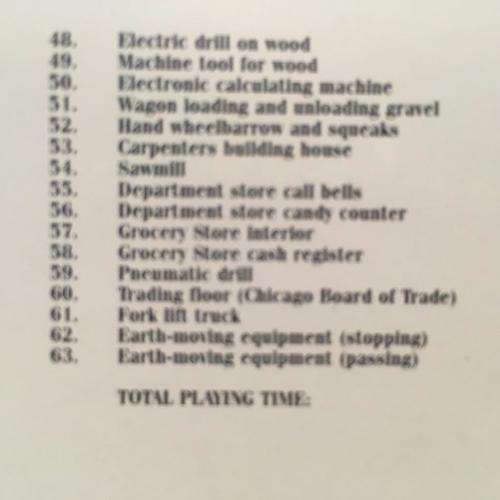 48. Electric drill on wood
49. Machine tool for wood
50. Electronic calculating machine
51. Wagon loading and unloading gravel
52. Hand wheelbarrow and squeaks
53. Carpenters building house
54. Sawmill
55. Department store call bells
56. Department store candy counter
57. Grocery Store interior
58. Grocery Store cash register
59. Pneumatic drill
60. Trading floor (Chicago Board of Trade)
61. Fork lift truck
62. Earth-moving equipment (stopping)
63. Earth-moving equipment (passing)
TOTAL PLAYING TIME: